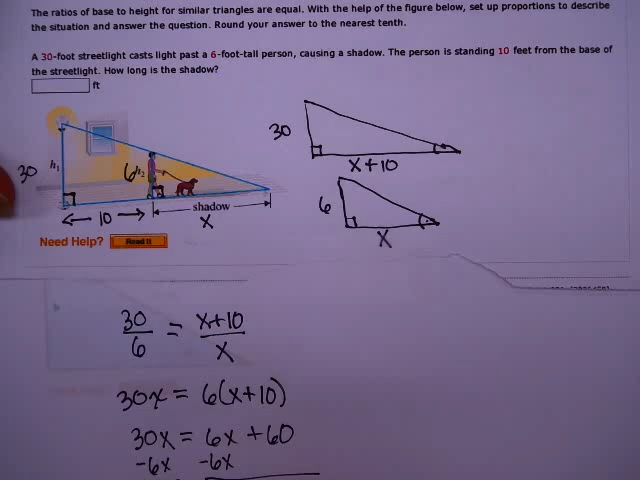 The ratios of base to height for similar triangles are equal. With the help of the figure below, set up proportions to describe
the situation and answer the question. Round your answer to the nearest tenth.
A 30-foot streetlight casts light past a 6-foot-tall person, causing a shadow. The person is standing 10 feet from the base of
the streetlight. How long is the shadow?
ft
30
x+10
30 h₁
6 h₂
10
shadow
x
6
x
Need Help? Read It
30/6 = x+10/x
30x = 6(x+10)
30x = 6x +60
-6x -6x